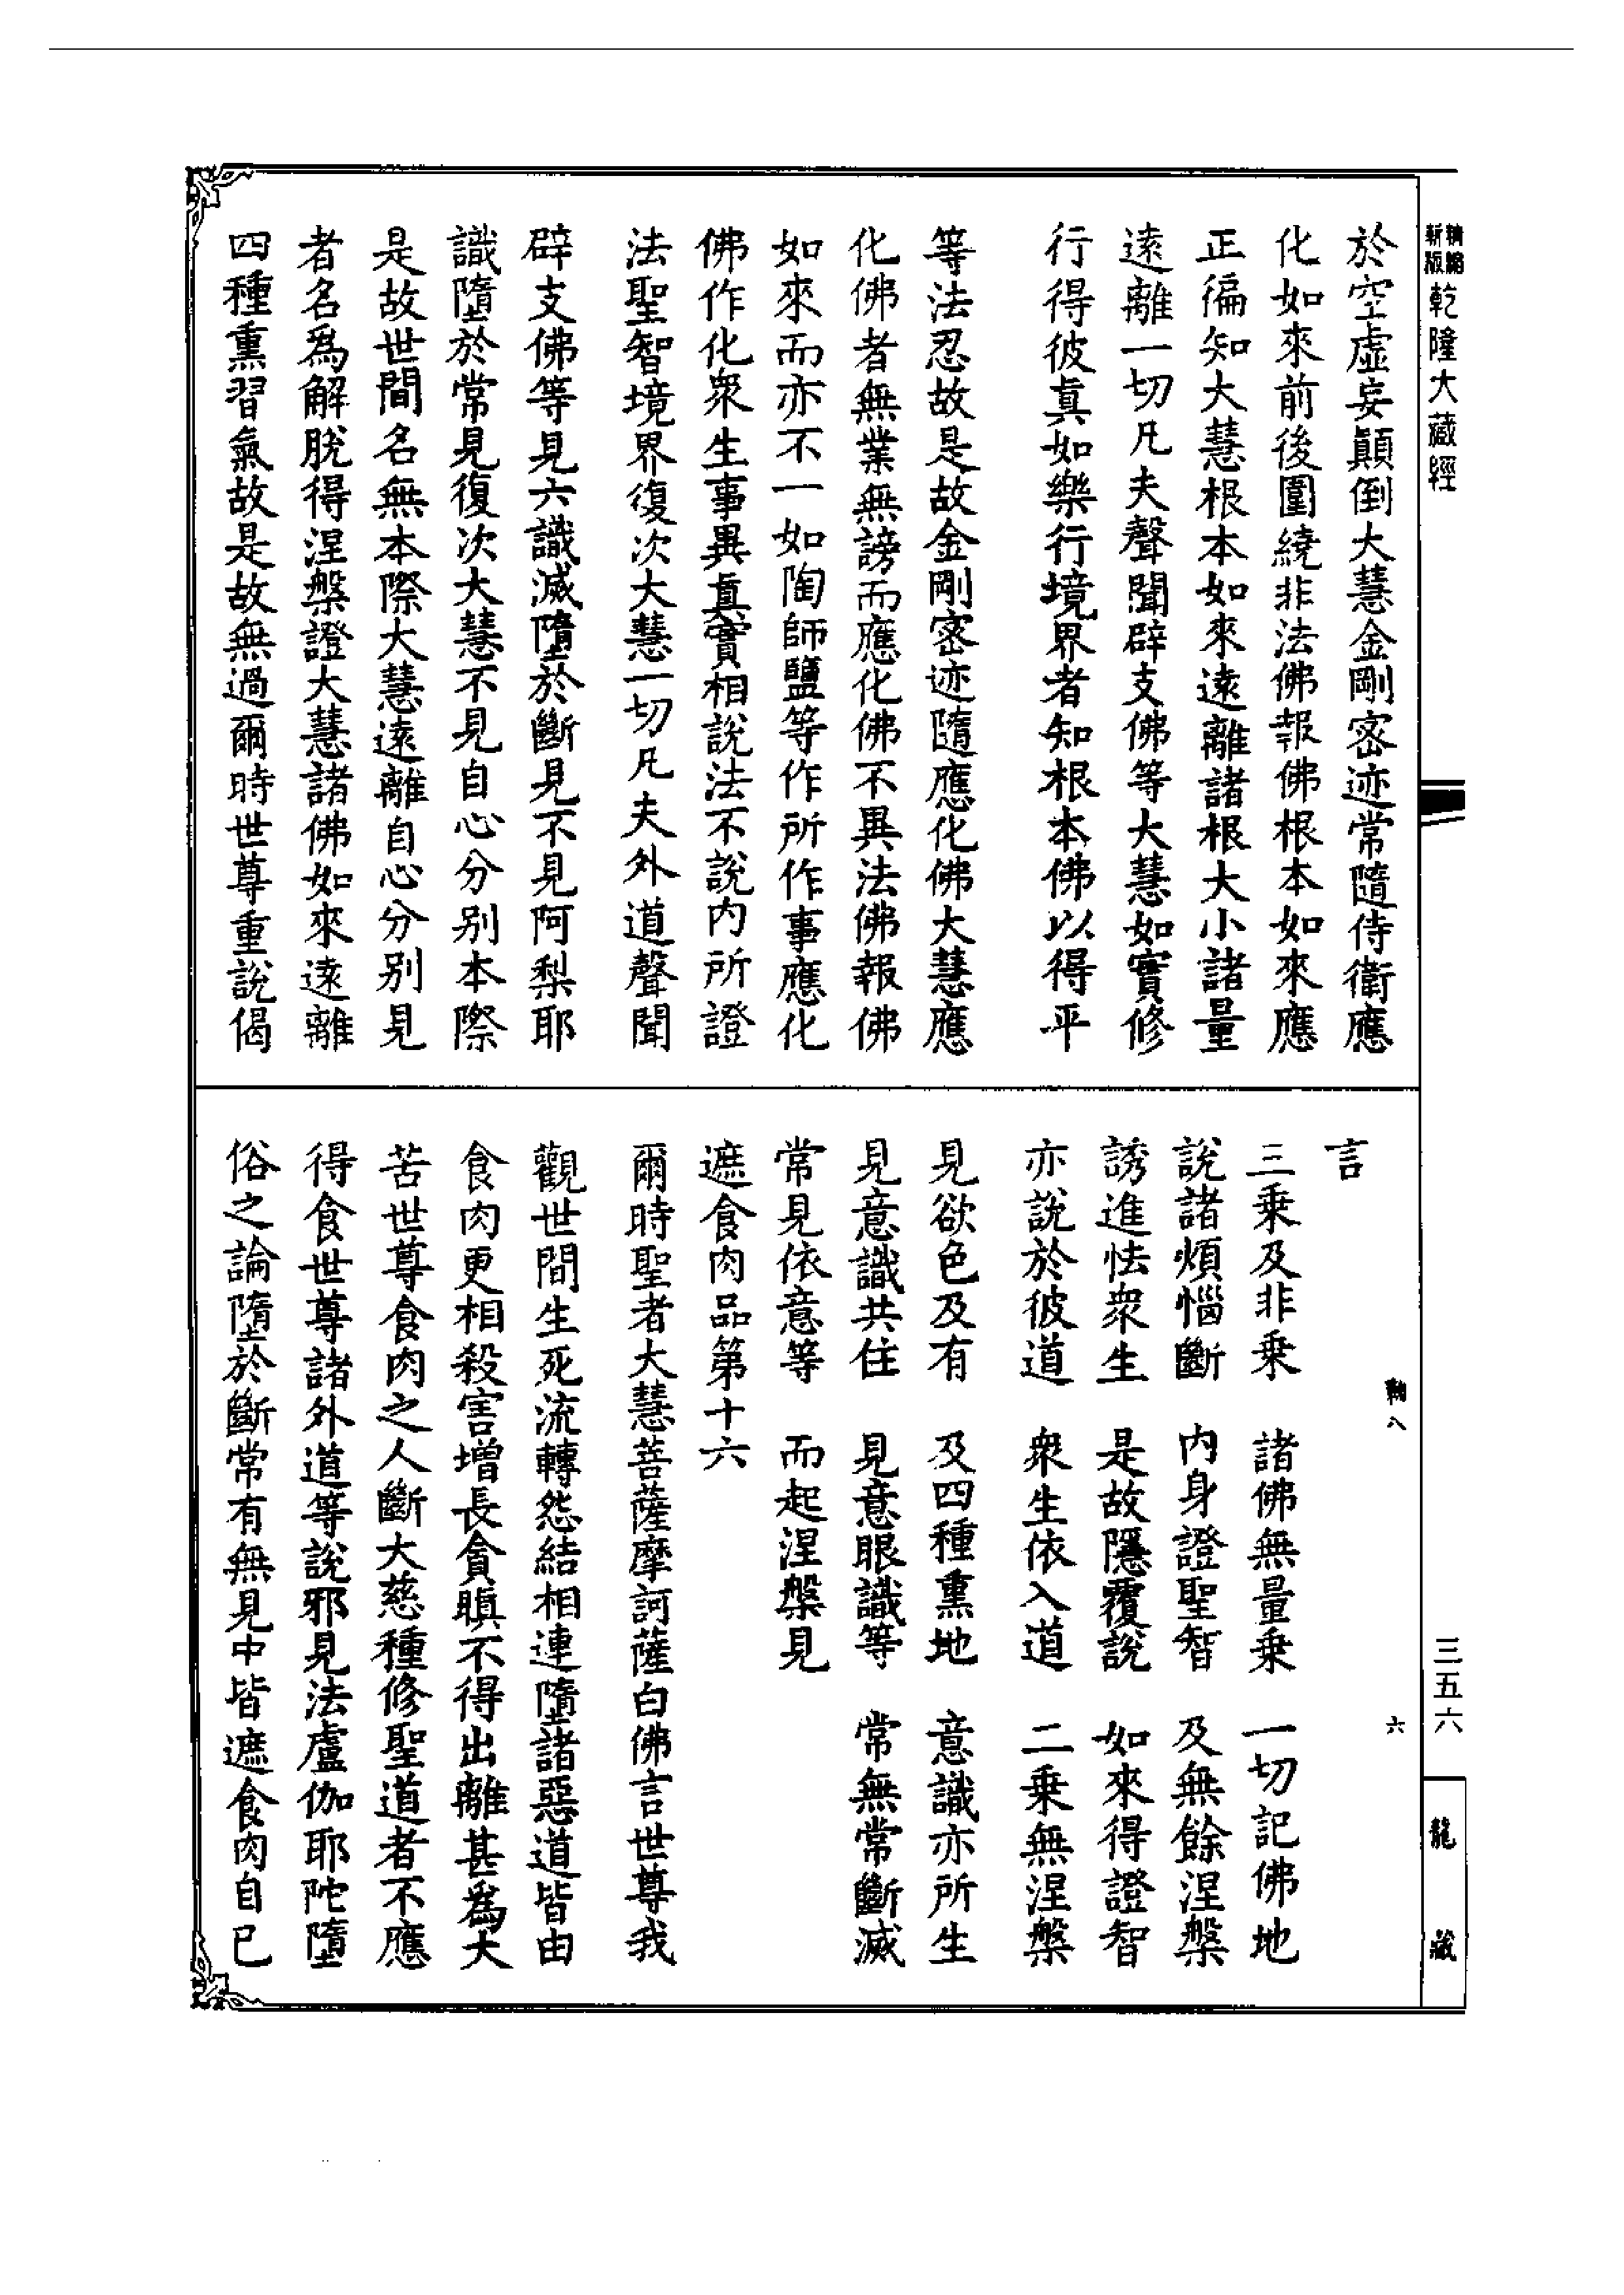 精縮
新版
乾隆大藏經
於空虛妄顛倒大慧金剛密迹常隨侍衛應
化如來前後圍繞非法佛報佛根本如來應
正徧知大慧根本如來遠離諸根大小諸量
遠離一切凡夫聲聞辟支佛等大慧如實修
行得彼真如樂行境界者知根本佛以得平
等法忍故是故金剛密迹隨應化佛大慧應
化佛者無業無謗而應化佛不異法佛報佛
如來而亦不一如陶師鹽等作所作事應化
佛作化衆生事異真實相說法不說內所證
法聖智境界復次大慧一切凡夫外道聲聞
辟支佛等見六識滅墮於斷見不見阿梨耶
識墮於常見復次大慧不見自心分別本際
是故世間名無本際大慧遠離自心分別見
者名爲解脫得涅槃證大慧諸佛如來遠離
四種熏習氣故是故無過爾時世尊重說偈
言
三乘及非乘　諸佛無量乘　一切記佛地
說諸煩惱斷　內身證聖智　及無餘涅槃
誘進怯衆生　是故隱覆說　如來得證智
亦說於彼道　衆生依入道　二乘無涅槃
見欲色及有　及四種熏地　意識亦所生
見意識共住　見意眼識等　常無常斷滅
常見依意等　而起涅槃見
遮食肉品第十六
爾時聖者大慧菩薩摩訶薩白佛言世尊我
觀世間生死流轉怨結相連墮諸惡道皆由
食肉更相殺害增長貪瞋不得出離甚爲大
苦世尊食肉之人斷大慈種修聖道者不應
得食世尊諸外道等說邪見法盧伽耶陀墮
俗之論墮於斷常有無見中皆遮食肉自己
八
六
三五六
龍藏